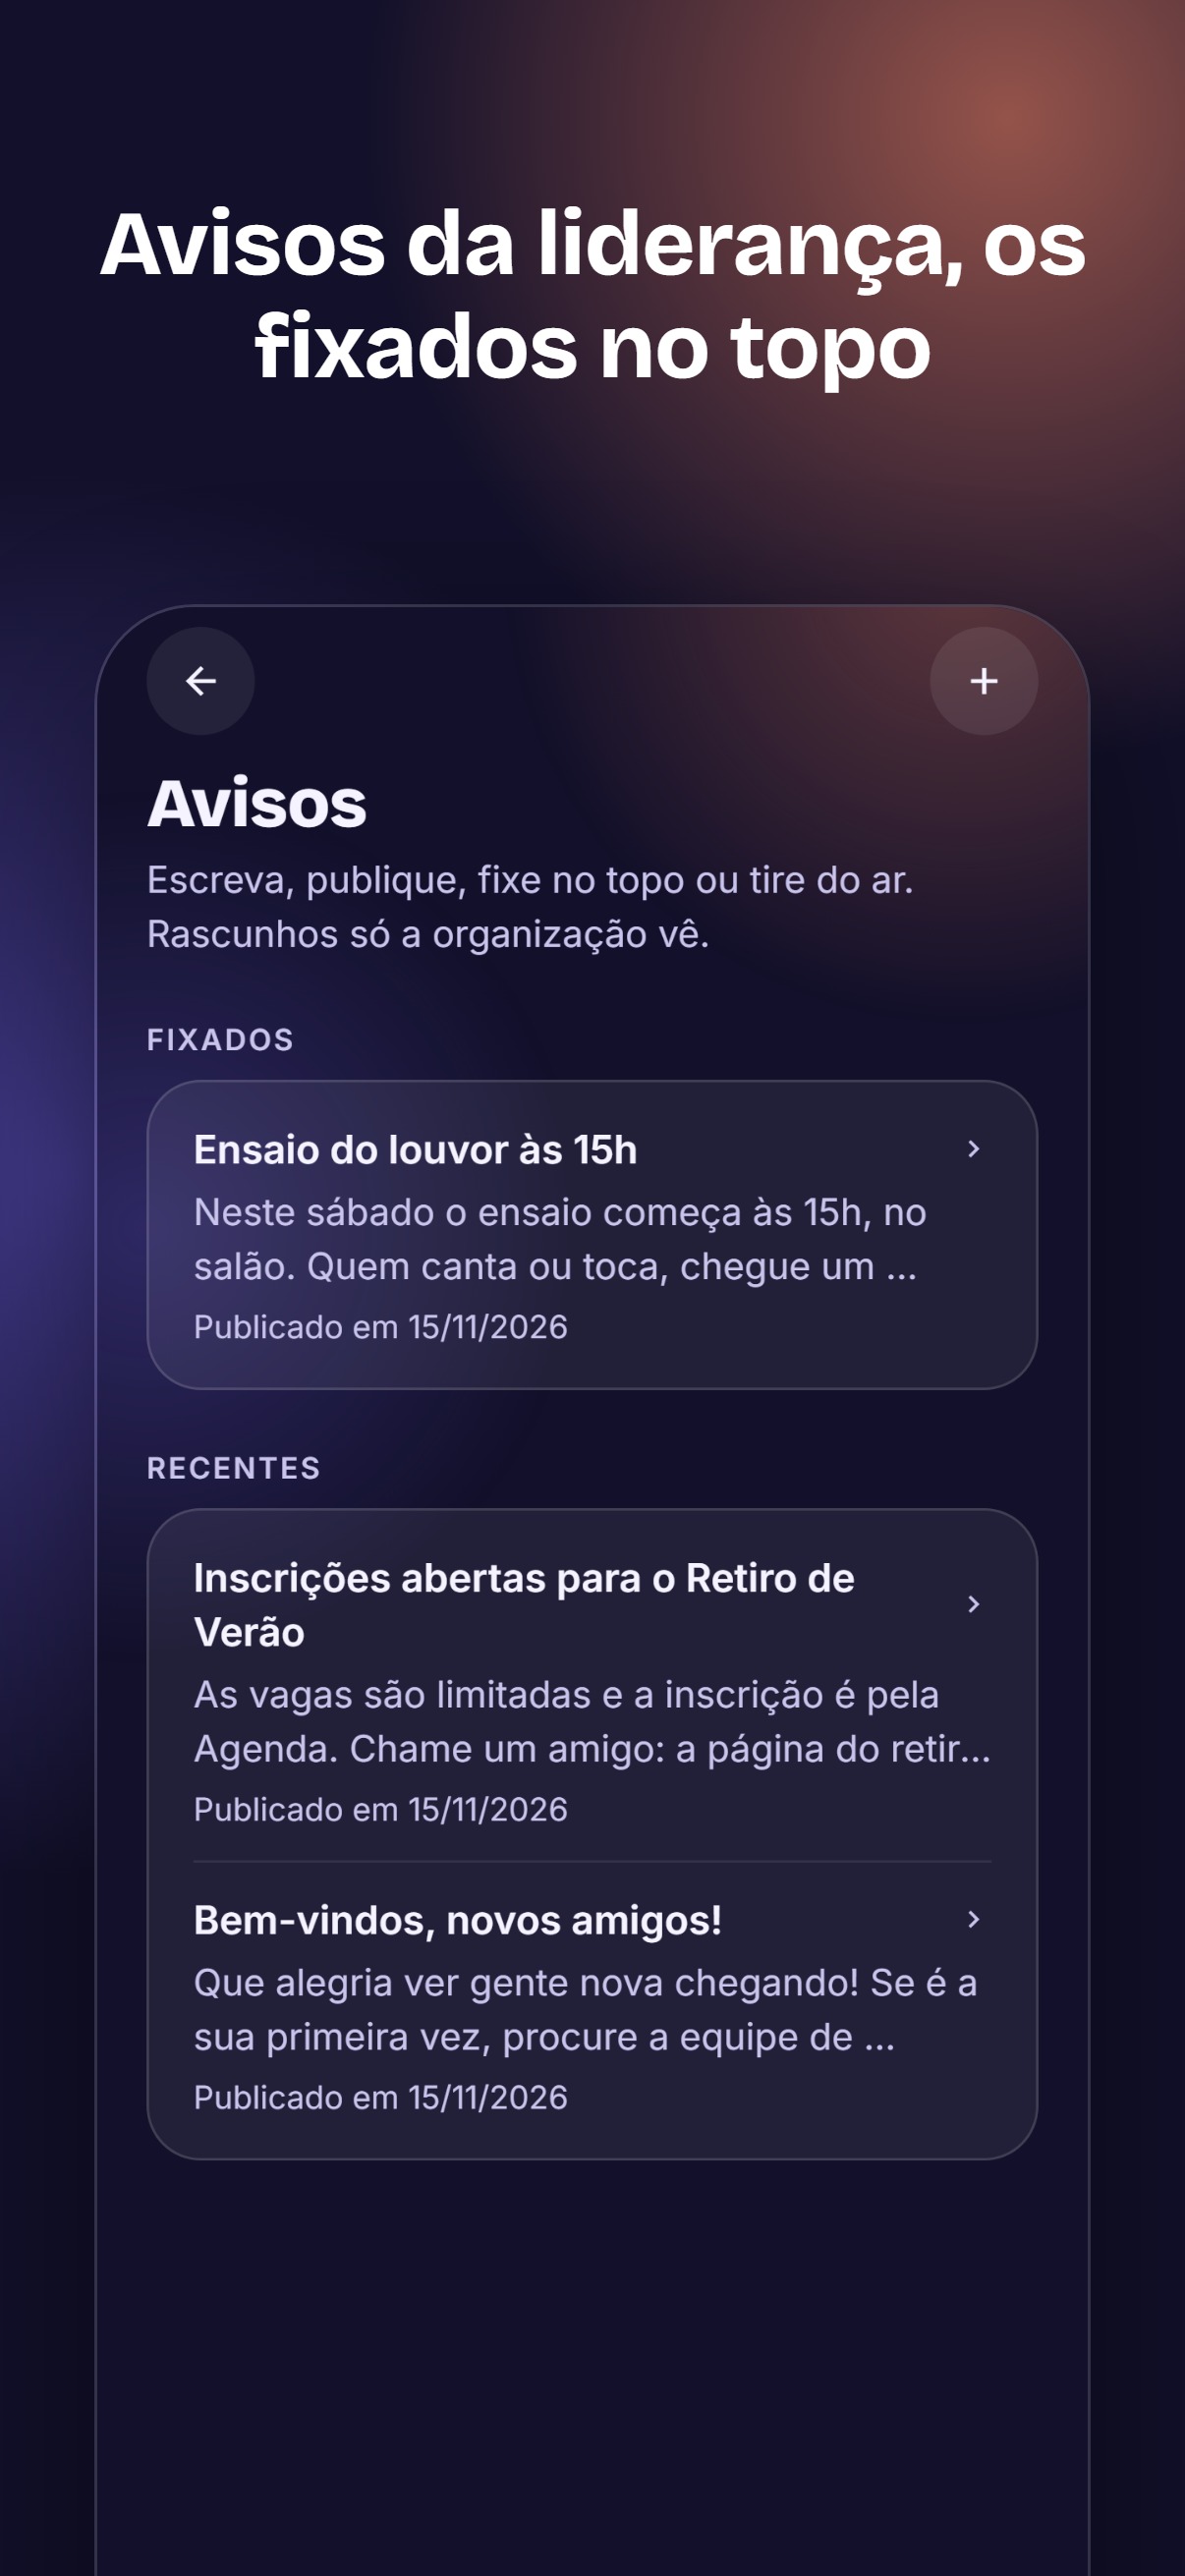 Avisos da liderança, os
fixados no topo
Avisos
Escreva, publique, fixe no topo ou tire do ar.
Rascunhos só a organização vê.
FIXADOS
Ensaio do louvor às 15h
Neste sábado o ensaio começa às 15h, no
salão. Quem canta ou toca, chegue um ...
Publicado em 15/11/2026
RECENTES
Inscrições abertas para o Retiro de
Verão
As vagas são limitadas e a inscrição é pela
Agenda. Chame um amigo: a página do retir...
Publicado em 15/11/2026
Bem-vindos, novos amigos!
Que alegria ver gente nova chegando! Se é a
sua primeira vez, procure a equipe de ...
Publicado em 15/11/2026